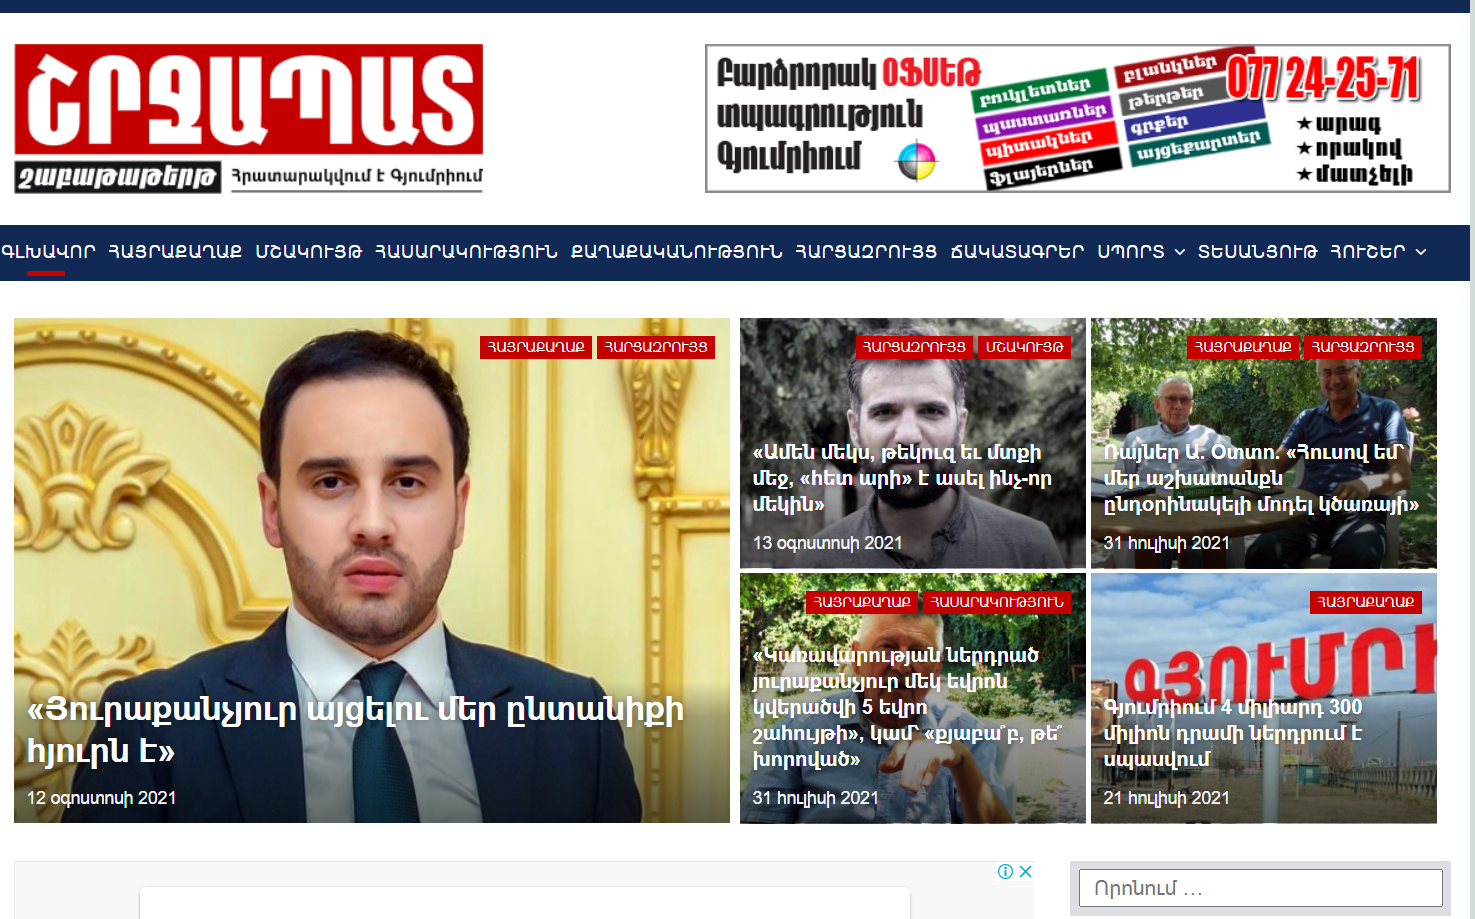 ՇՐՋԱՊԱՏ
շաբաթաթերթ
Հրատարակվում է Գյումրիում
Բարձրորակ ՕՖՍԵԹ
տպագրություն
Գյումրիում
բուկլետներ
պաստառներ
պիտակներ
ֆլայերներ
բլանկներ
թերթեր
գրքեր
այցեքարտեր
077 24-25-71
★արագ
★որակով
★մատչելի
ԳԼԽԱՎՈՐ ՀԱՅՐԱՔԱՂԱՔ ՄՇԱԿՈՒՅԹ ՀԱՍԱՐԱԿՈՒԹՅՈՒՆ ՔԱՂԱՔԱԿԱՆՈՒԹՅՈՒՆ ՀԱՐՑԱԶՐՈՒՅՑ ՃԱԿԱՏԱԳՐԵՐ ՍՊՈՐՏ ՏԵՍԱՆՅՈՒԹ ՀՈՒՇԵՐ
ՀԱՅՐԱՔԱՂԱՔ ՀԱՐՑԱԶՐՈՒՅՑ
«Յուրաքանչյուր այցելու մեր ընտանիքի
հյուրն է»
12 օգոստոսի 2021
ՀԱՐՑԱԶՐՈՒՅՑ ՄՇԱԿՈՒՅԹ
«Ամեն մեկս, թեկուզ եւ մտքի
մեջ, «հետ արի» է ասել ինչ-որ
մեկին»
13 օգոստոսի 2021
ՀԱՅՐԱՔԱՂԱՔ ՀԱՐՑԱԶՐՈՒՅՑ
Ռայներ Ա. Օտտո. «Հուսով եմ՝
մեր աշխատանքն
ընդօրինակելի մոդել կծառայի»
31 հուլիսի 2021
ՀԱՅՐԱՔԱՂԱՔ ՀԱՍԱՐԱԿՈՒԹՅՈՒՆ
«Կառավարության ներդրած
յուրաքանչյուր մեկ եվրոն
կվերածվի 5 եվրո
շահույթի», կամ՝ «քյաբա՞բ, թե՞
խորոված»
31 հուլիսի 2021
ՀԱՅՐԱՔԱՂԱՔ
ԳՅՈՒՄՐԻ
Գյումրիում 4 միլիարդ 300
միլիոն դրամի ներդրում է
սպասվում
21 հուլիսի 2021
Որոնում …